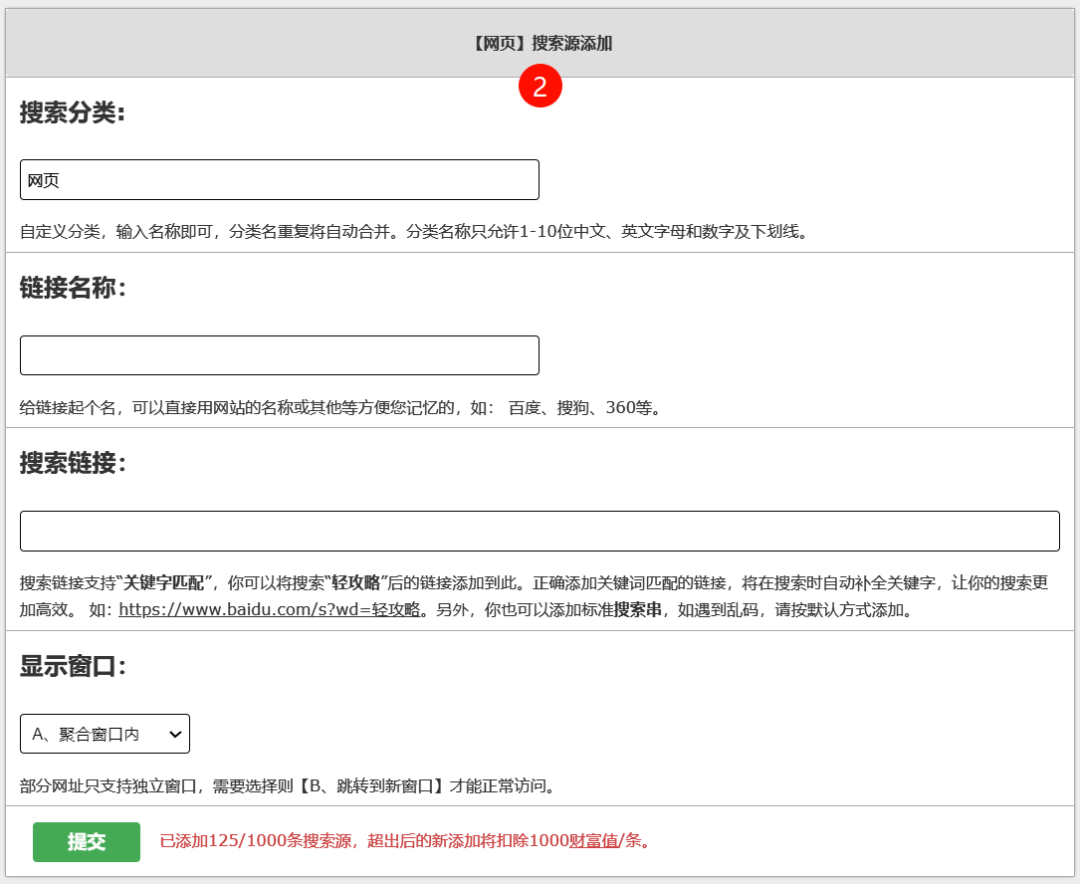 【网页】搜索源添加
2
搜索分类:
网页
自定义分类，输入名称即可，分类名重复将自动合并。分类名称只允许1-10位中文、英文字母和数字及下划线。
链接名称：
给链接起个名，可以直接用网站的名称或其他等方便您记忆的，如： 百度、搜狗、360等。
搜索链接：
搜索链接支持“关键字匹配”，你可以将搜索“轻攻略”后的链接添加到此。正确添加关键词匹配的链接，将在搜索时自动补全关键字，让你的搜索更
加高效。 如：https://www.baidu.com/s?wd=轻攻略。另外，你也可以添加标准搜索串，如遇到乱码，请按默认方式添加。
显示窗口：
A、聚合窗口内
部分网址只支持独立窗口，需要选择则【B、跳转到新窗口】才能正常访问。
提交 已添加125/1000条搜索源，超出后的新添加将扣除1000财富值/条。